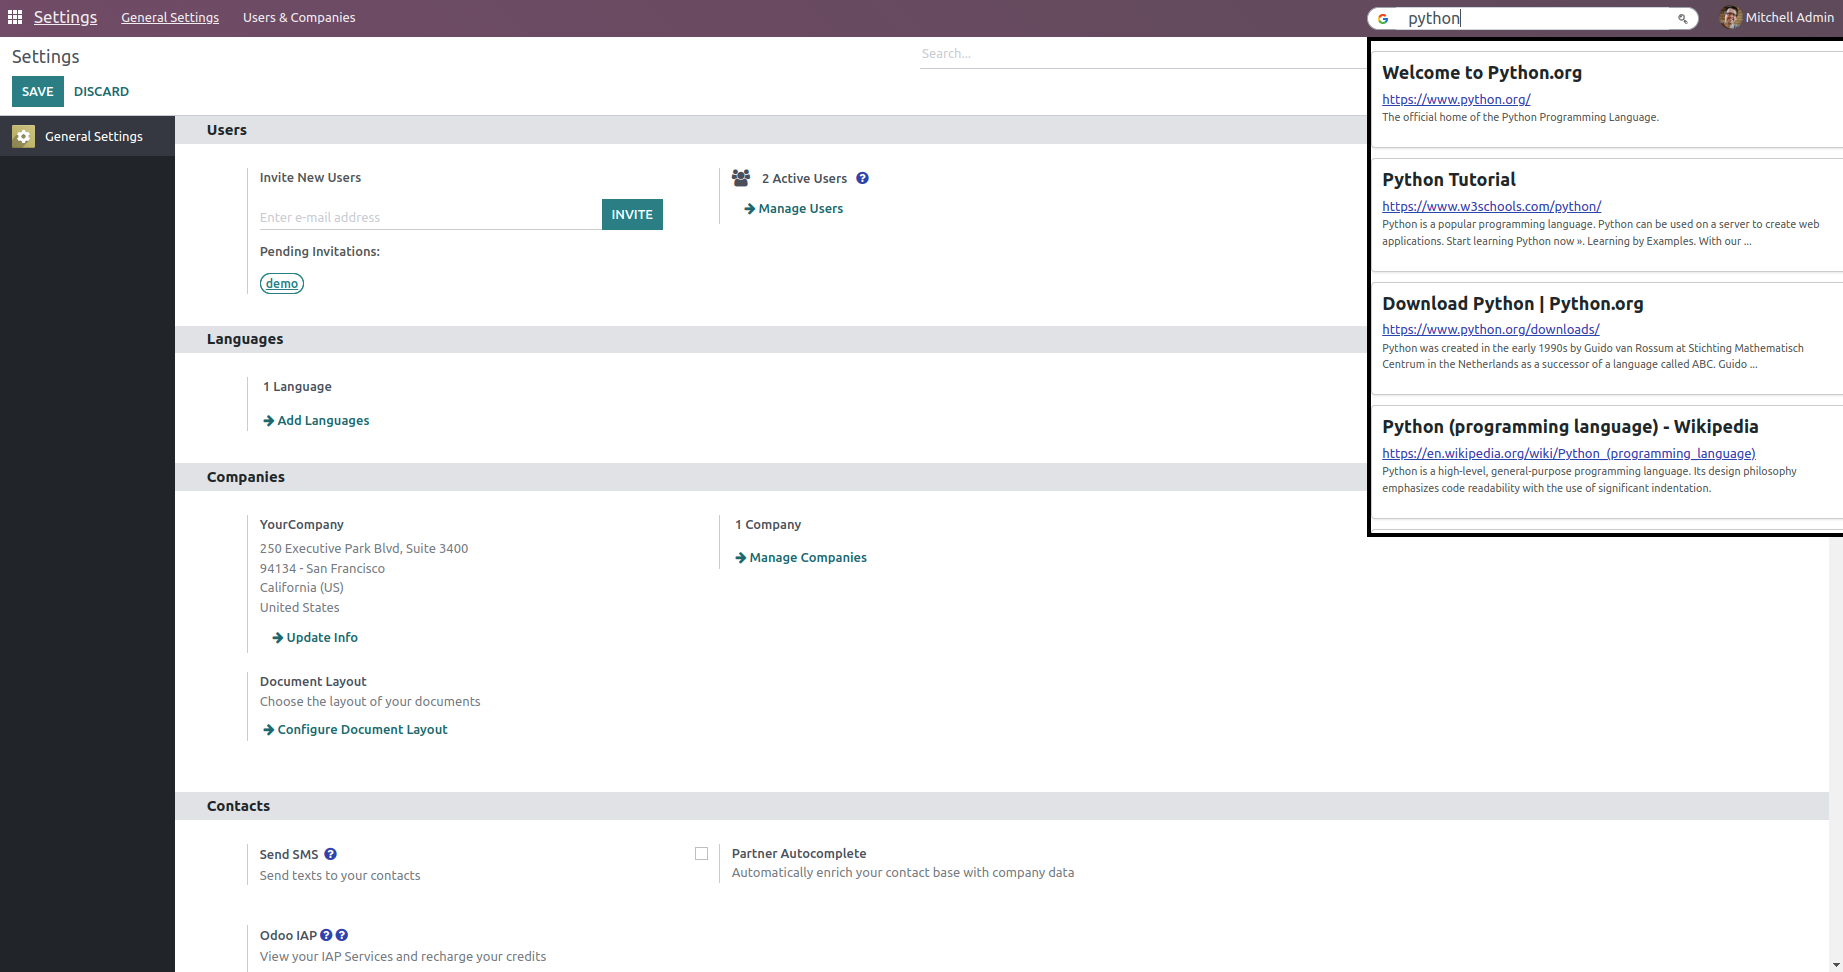 Settings General Settings Users & Companies python Mitchell Admin
Settings
Search...
SAVE DISCARD
General Settings
Users
Invite New Users
Enter e-mail address INVITE
Pending Invitations:
demo
2 Active Users
Manage Users
Languages
1 Language
Add Languages
Companies
YourCompany
250 Executive Park Blvd, Suite 3400
94134 - San Francisco
California (US)
United States
Update Info
1 Company
Manage Companies
Document Layout
Choose the layout of your documents
Configure Document Layout
Contacts
Send SMS
Send texts to your contacts
Partner Autocomplete
Automatically enrich your contact base with company data
Odoo IAP
View your IAP Services and recharge your credits
Welcome to Python.org
https://www.python.org/
The official home of the Python Programming Language.
Python Tutorial
https://www.w3schools.com/python/
Python is a popular programming language. Python can be used on a server to create web
applications. Start learning Python now ». Learning by Examples. With our ...
Download Python | Python.org
https://www.python.org/downloads/
Python was created in the early 1990s by Guido van Rossum at Stichting Mathematisch
Centrum in the Netherlands as a successor of a language called ABC. Guido ...
Python (programming language) - Wikipedia
https://en.wikipedia.org/wiki/Python_(programming_language)
Python is a high-level, general-purpose programming language. Its design philosophy
emphasizes code readability with the use of significant indentation.